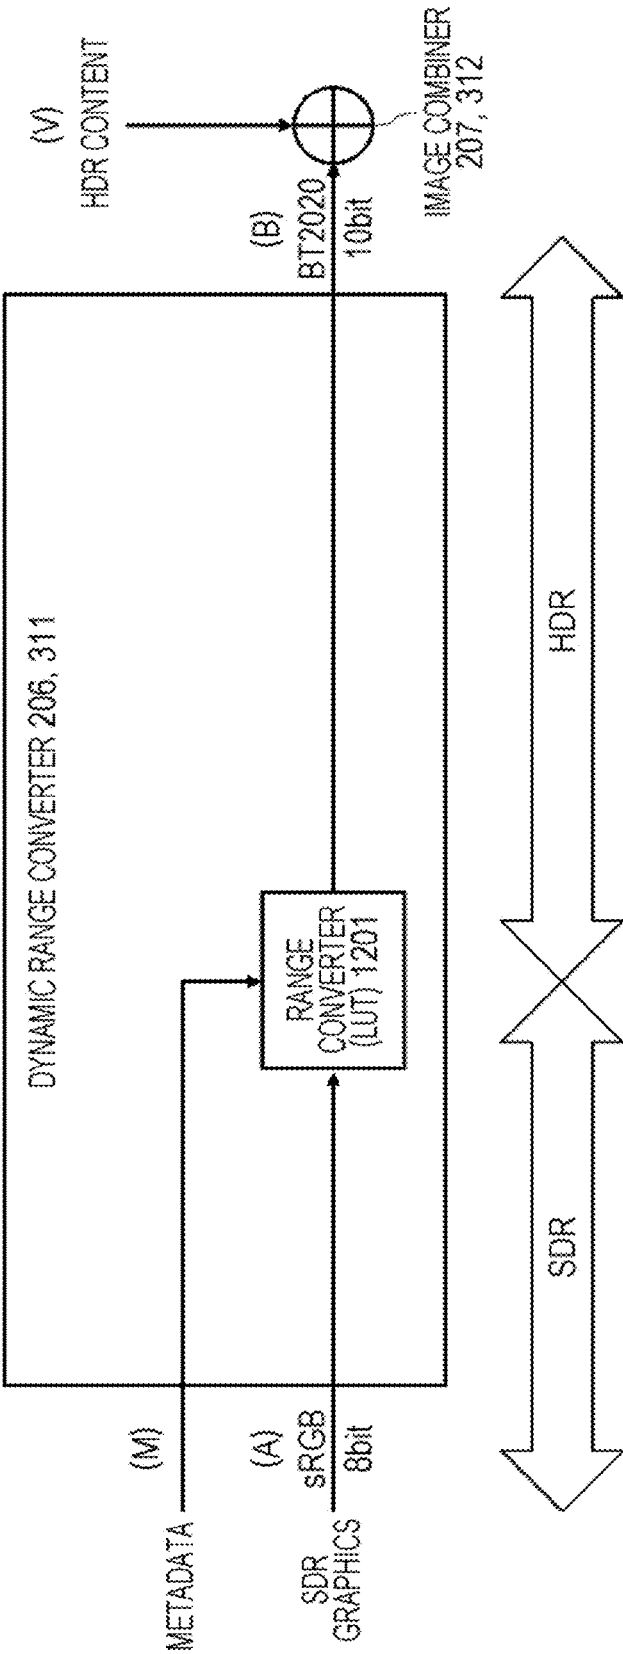 DYNAMIC RANGE CONVERTER 206, 311
METADATA
(M)
SDR
GRAPHICS
(A)
sRGB
8bit
RANGE
CONVERTER
(LUT) 1201
(B)
BT2020
10bit
(V)
HDR CONTENT
IMAGE COMBINER
207, 312
SDR
HDR